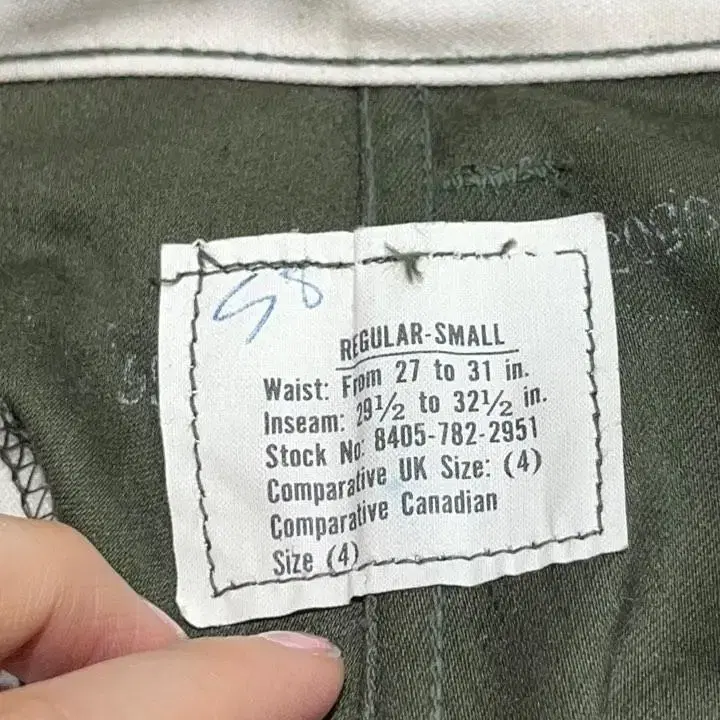 REGULAR-SMALL
Waist: From 27 to 31 in.
Inseam: 29½ to 32½ in.
Stock No: 8405-782-2951
Comparative UK Size: (4)
Comparative Canadian
Size (4)